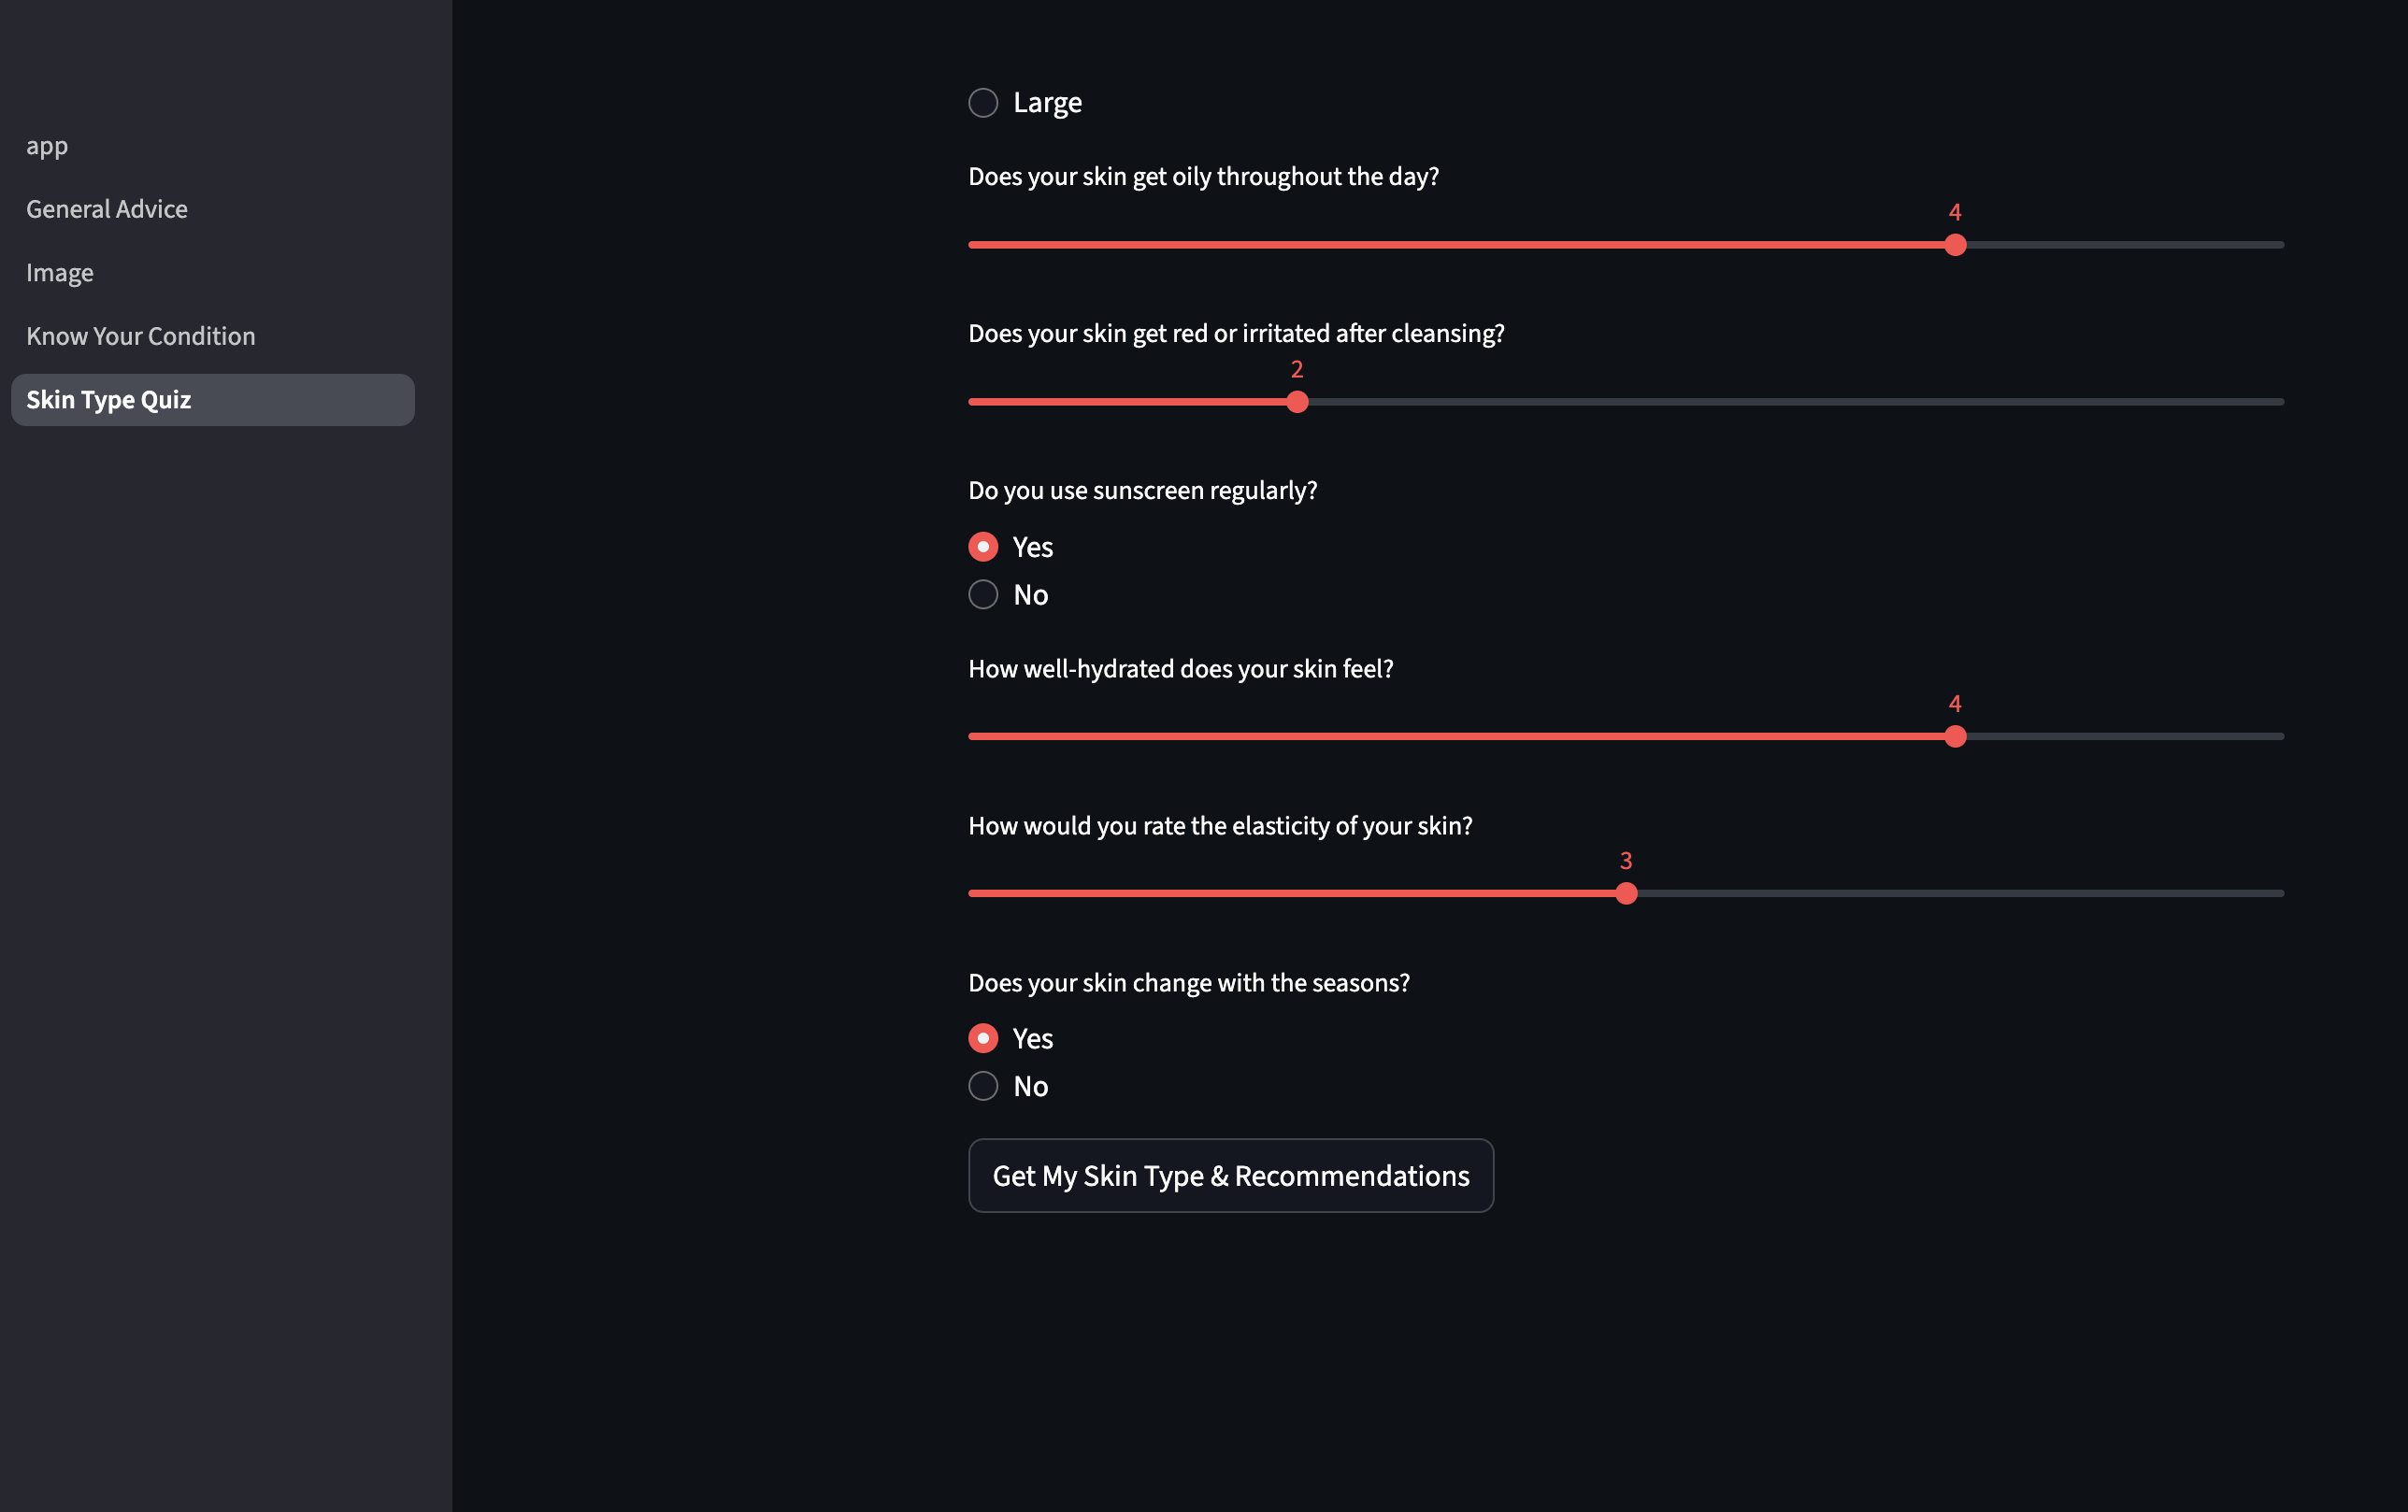 app
General Advice
Image
Know Your Condition
Skin Type Quiz
Large
Does your skin get oily throughout the day?
4
Does your skin get red or irritated after cleansing?
2
Do you use sunscreen regularly?
Yes
No
How well-hydrated does your skin feel?
4
How would you rate the elasticity of your skin?
3
Does your skin change with the seasons?
Yes
No
Get My Skin Type & Recommendations